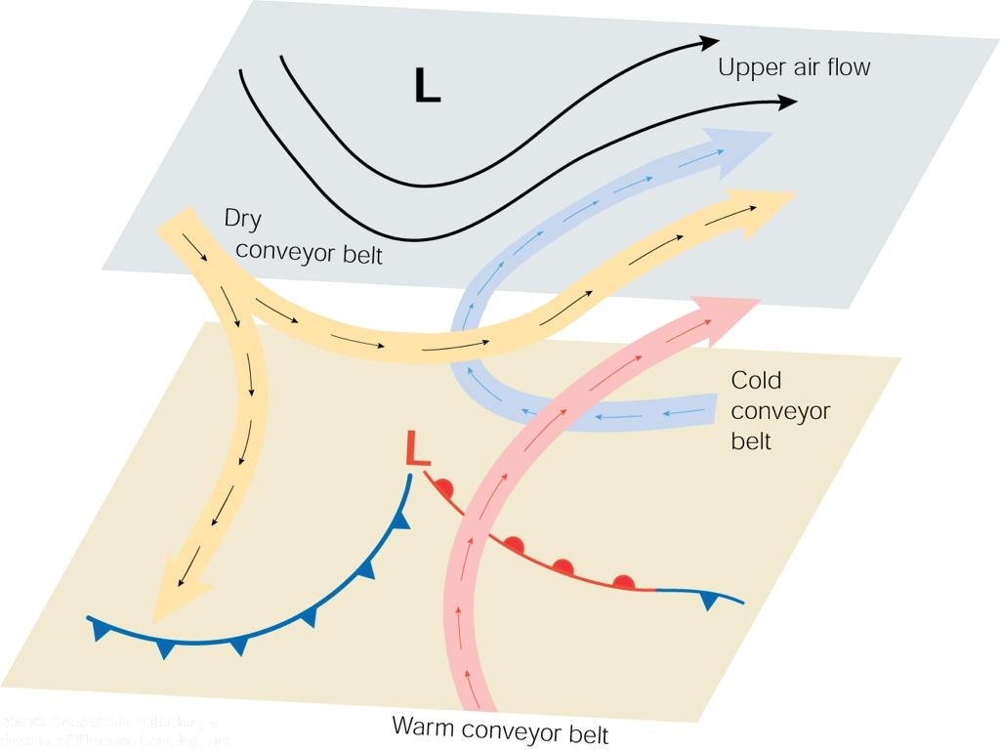 L
Upper air flow
Dry
conveyor belt
Cold
conveyor
belt
L
Warm conveyor belt